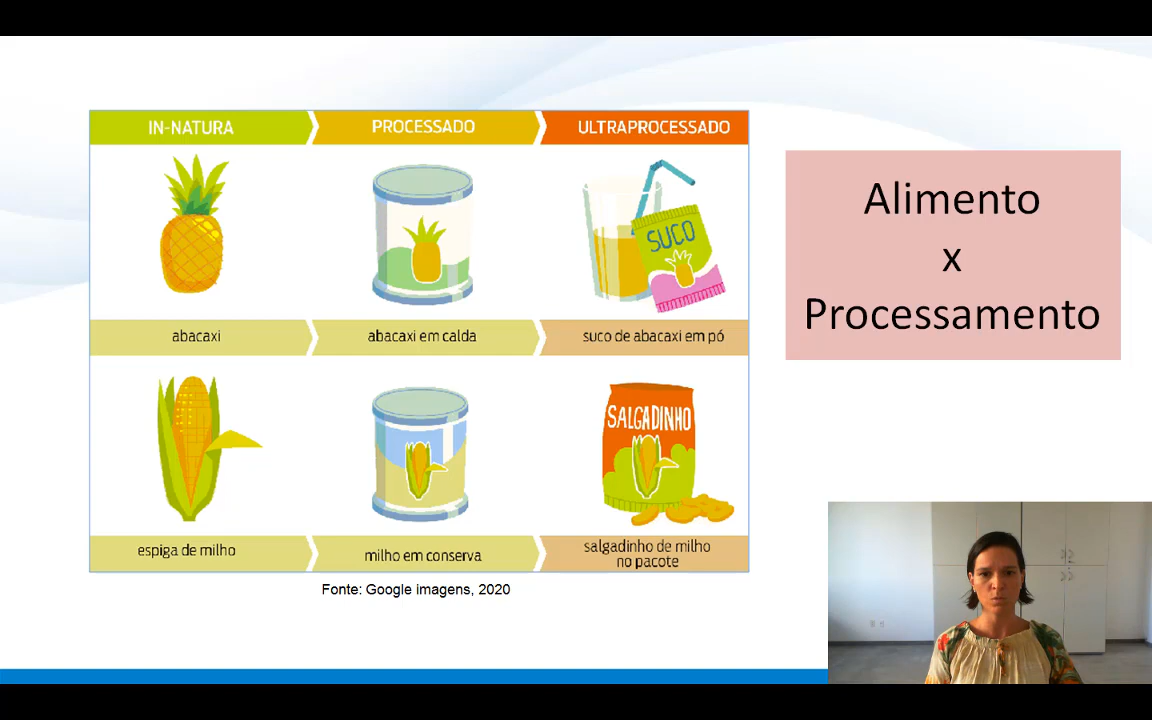 IN-NATURA
PROCESSADO
ULTRAPROCESSADO
SUCO
abacaxi
abacaxi em calda
suco de abacaxi em pó
SALGADINHO
espiga de milho
milho em conserva
salgadinho de milho
no pacote
Fonte: Google imagens, 2020
Alimento
x
Processamento